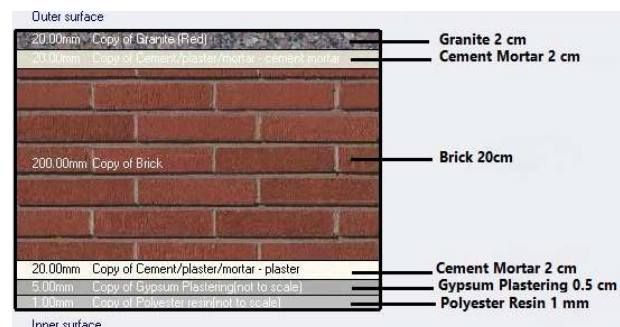 Outer surface
20.00mm Copy of Granite (Red) Granite 2 cm
20.00mm Copy of Cement/plaster/mortar - cement mortar Cement Mortar 2 cm
200.00mm Copy of Brick Brick 20cm
20.00mm Copy of Cement/plaster/mortar - plaster Cement Mortar 2 cm
5.00mm Copy of Gypsum Plastering(not to scale) Gypsum Plastering 0.5 cm
1.00mm Copy of Polyester resin(not to scale) Polyester Resin 1 mm
Inner surface